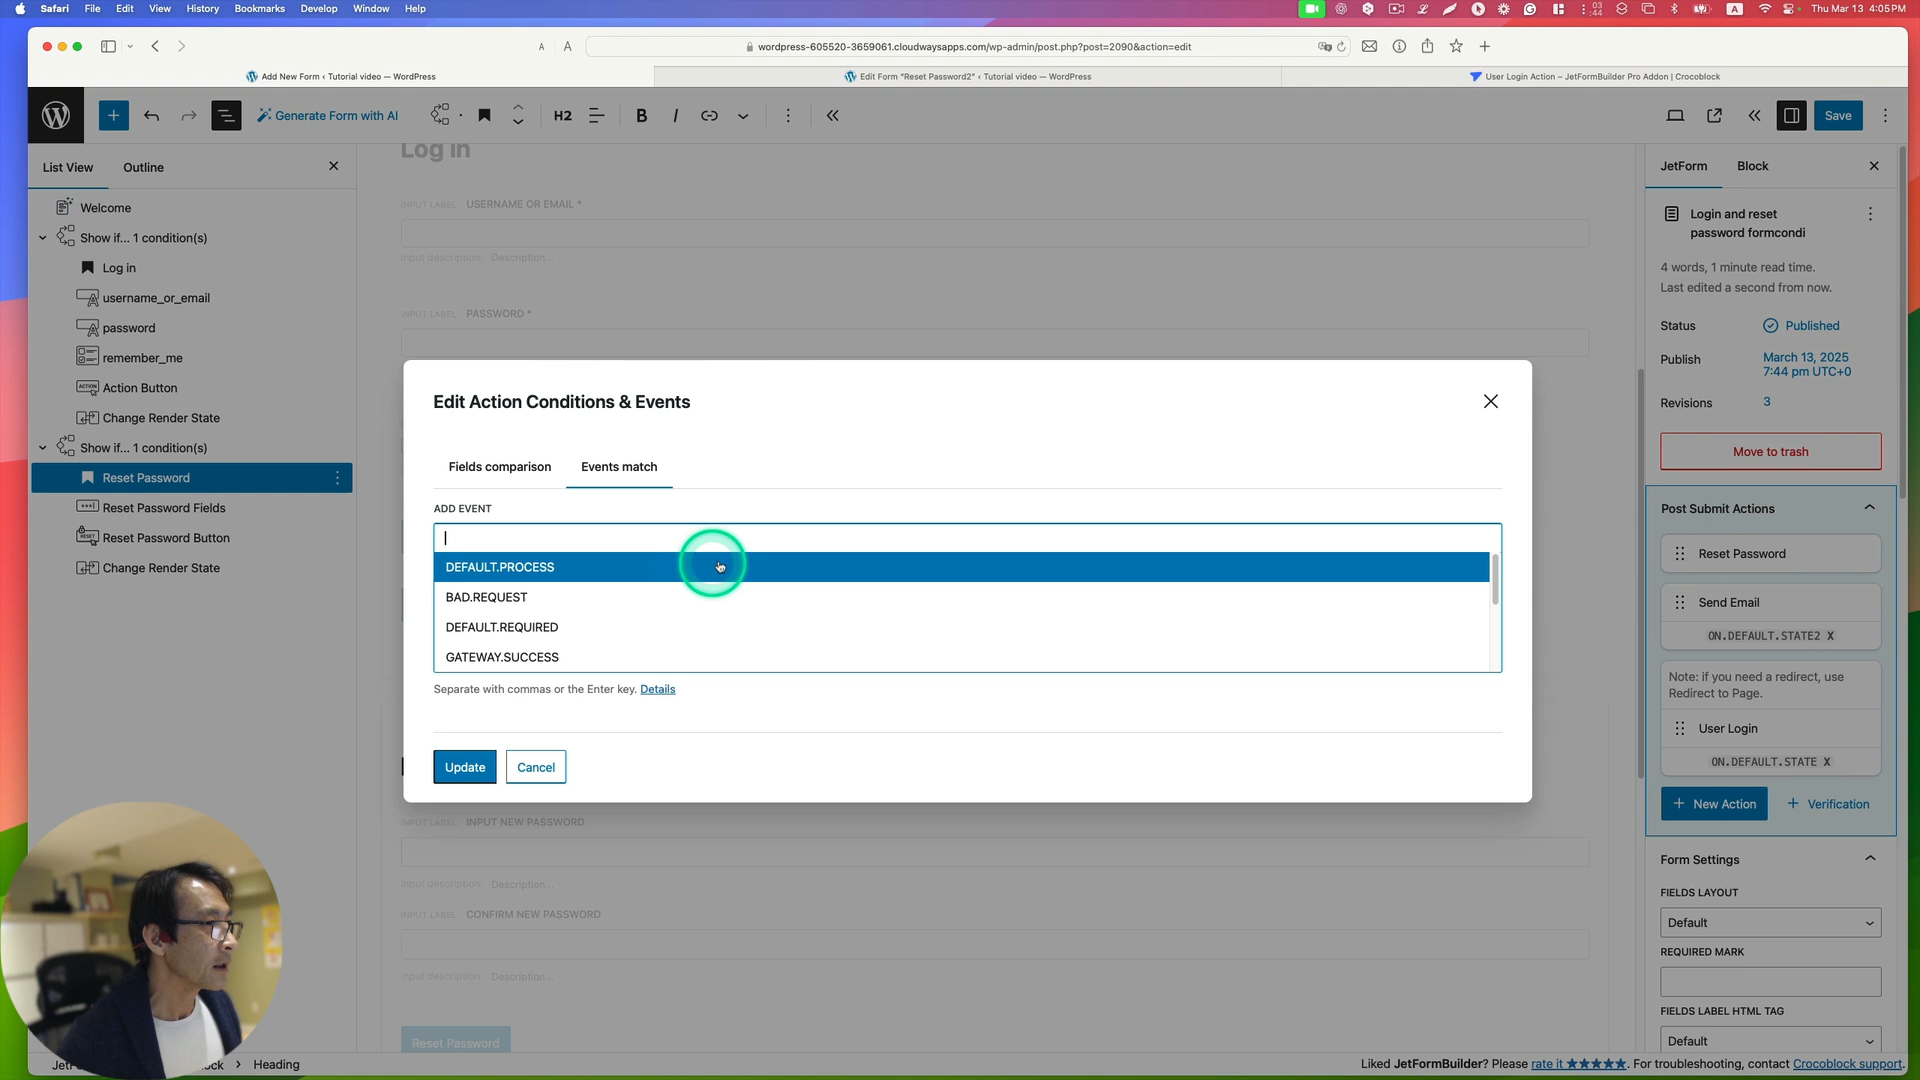 Safari File Edit View History Bookmarks Develop Window Help
03
:44
A
Thu Mar 13 4:05 PM
A A
wordpress-605520-3659061.cloudwaysapps.com/wp-admin/post.php?post=2090&action=edit
Add New Form ‹ Tutorial video — WordPress
Edit Form "Reset Password2" ‹ Tutorial video — WordPress
User Login Action – JetFormBuilder Pro Addon | Crocoblock
Generate Form with AI
H2
B I
Save
List View Outline
Welcome
Show if... 1 condition(s)
Log in
username_or_email
password
remember_me
ACTION Action Button
Change Render State
Show if... 1 condition(s)
Reset Password
Reset Password Fields
RESET Reset Password Button
Change Render State
Log in
INPUT LABEL: USERNAME OR EMAIL *
Input description: Description...
INPUT LABEL PASSWORD *
Edit Action Conditions & Events
Fields comparison Events match
ADD EVENT
DEFAULT.PROCESS
BAD.REQUEST
DEFAULT.REQUIRED
GATEWAY.SUCCESS
Separate with commas or the Enter key. Details
Update Cancel
INPUT LABEL INPUT NEW PASSWORD
Input description: Description...
INPUT LABEL CONFIRM NEW PASSWORD
Input description: Description...
Reset Password
JetForm Block
Login and reset
password formcondi
4 words, 1 minute read time.
Last edited a second from now.
Status Published
Publish March 13, 2025
7:44 pm UTC+0
Revisions 3
Move to trash
Post Submit Actions
Reset Password
Send Email
ON.DEFAULT.STATE2 X
Note: if you need a redirect, use
Redirect to Page.
User Login
ON.DEFAULT.STATE X
New Action Verification
Form Settings
FIELDS LAYOUT
Default
REQUIRED MARK
FIELDS LABEL HTML TAG
Default
Heading
Liked JetFormBuilder? Please rate it ★★★★★. For troubleshooting, contact Crocoblock support.